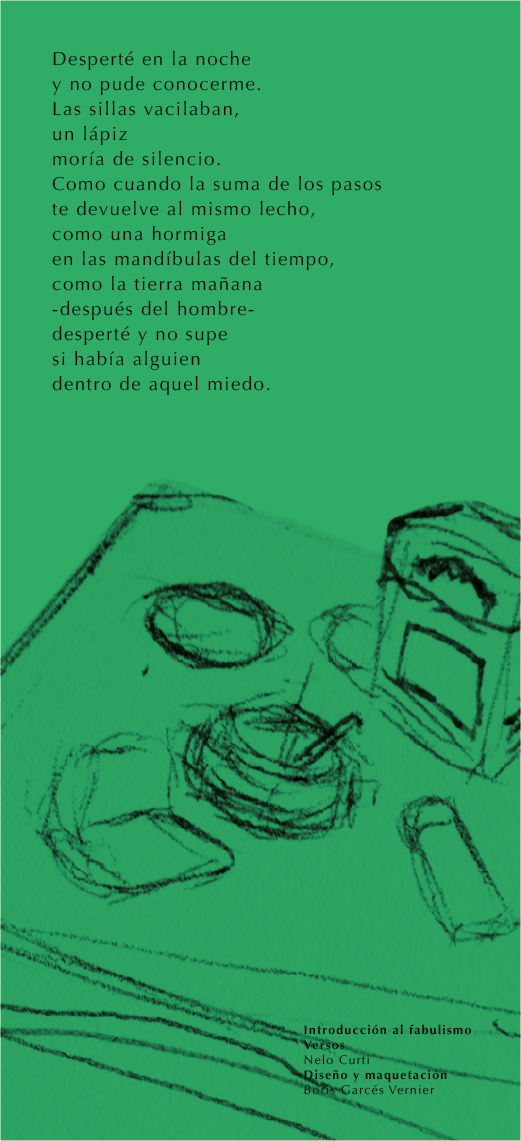 Desperté en la noche
y no pude conocerme.
Las sillas vacilaban,
un lápiz
moría de silencio.
Como cuando la suma de los pasos
te devuelve al mismo lecho,
como una hormiga
en las mandíbulas del tiempo,
como la tierra mañana
-después del hombre-
desperté y no supe
si había alguien
dentro de aquel miedo.
Introducción al fabulismo
Versos
Nelo Curti
Diseño y maquetación
Boris Garcés Vernier